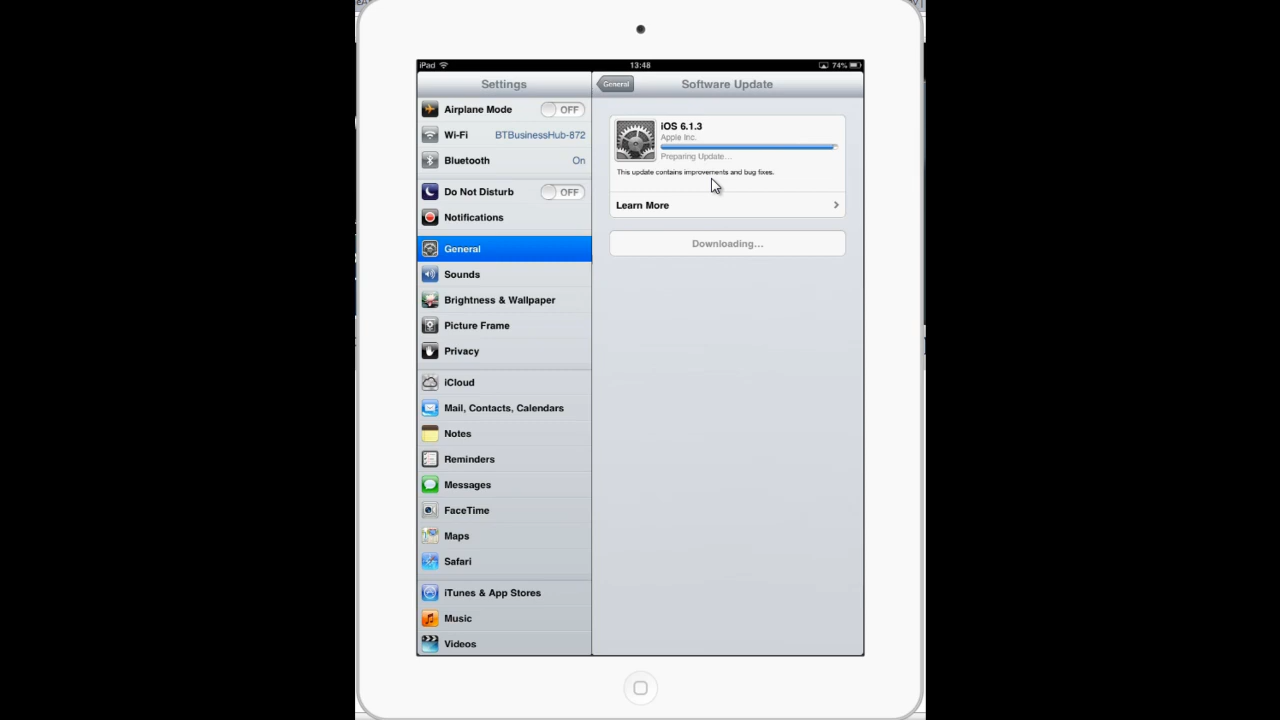 iPad 13:48 74%
Settings
General Software Update
Airplane Mode OFF
Wi-Fi BTBusinessHub-872
Bluetooth On
Do Not Disturb OFF
Notifications
General
Sounds
Brightness & Wallpaper
Picture Frame
Privacy
iCloud
Mail, Contacts, Calendars
Notes
Reminders
Messages
FaceTime
Maps
Safari
iTunes & App Stores
Music
Videos
iOS 6.1.3
Apple Inc.
Preparing Update...
This update contains improvements and bug fixes.
Learn More
Downloading...